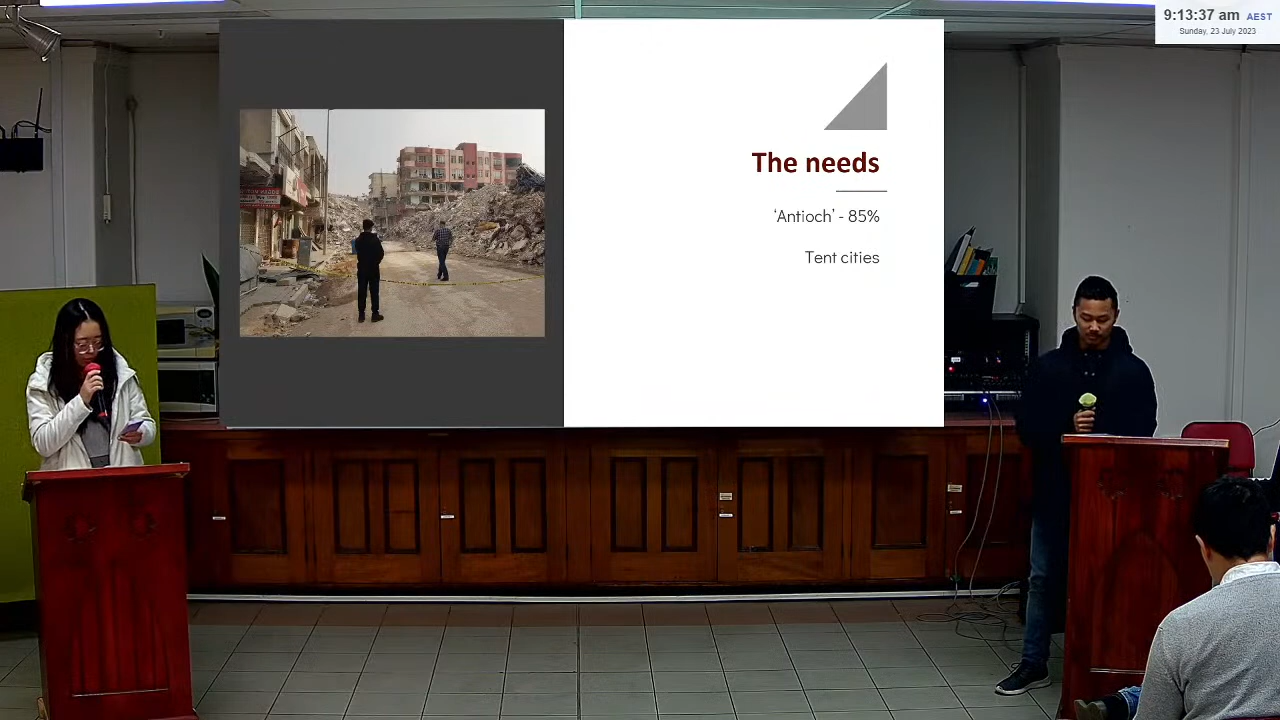 9:13:37 am AEST
Sunday, 23 July 2023
The needs
‘Antioch’ - 85%
Tent cities